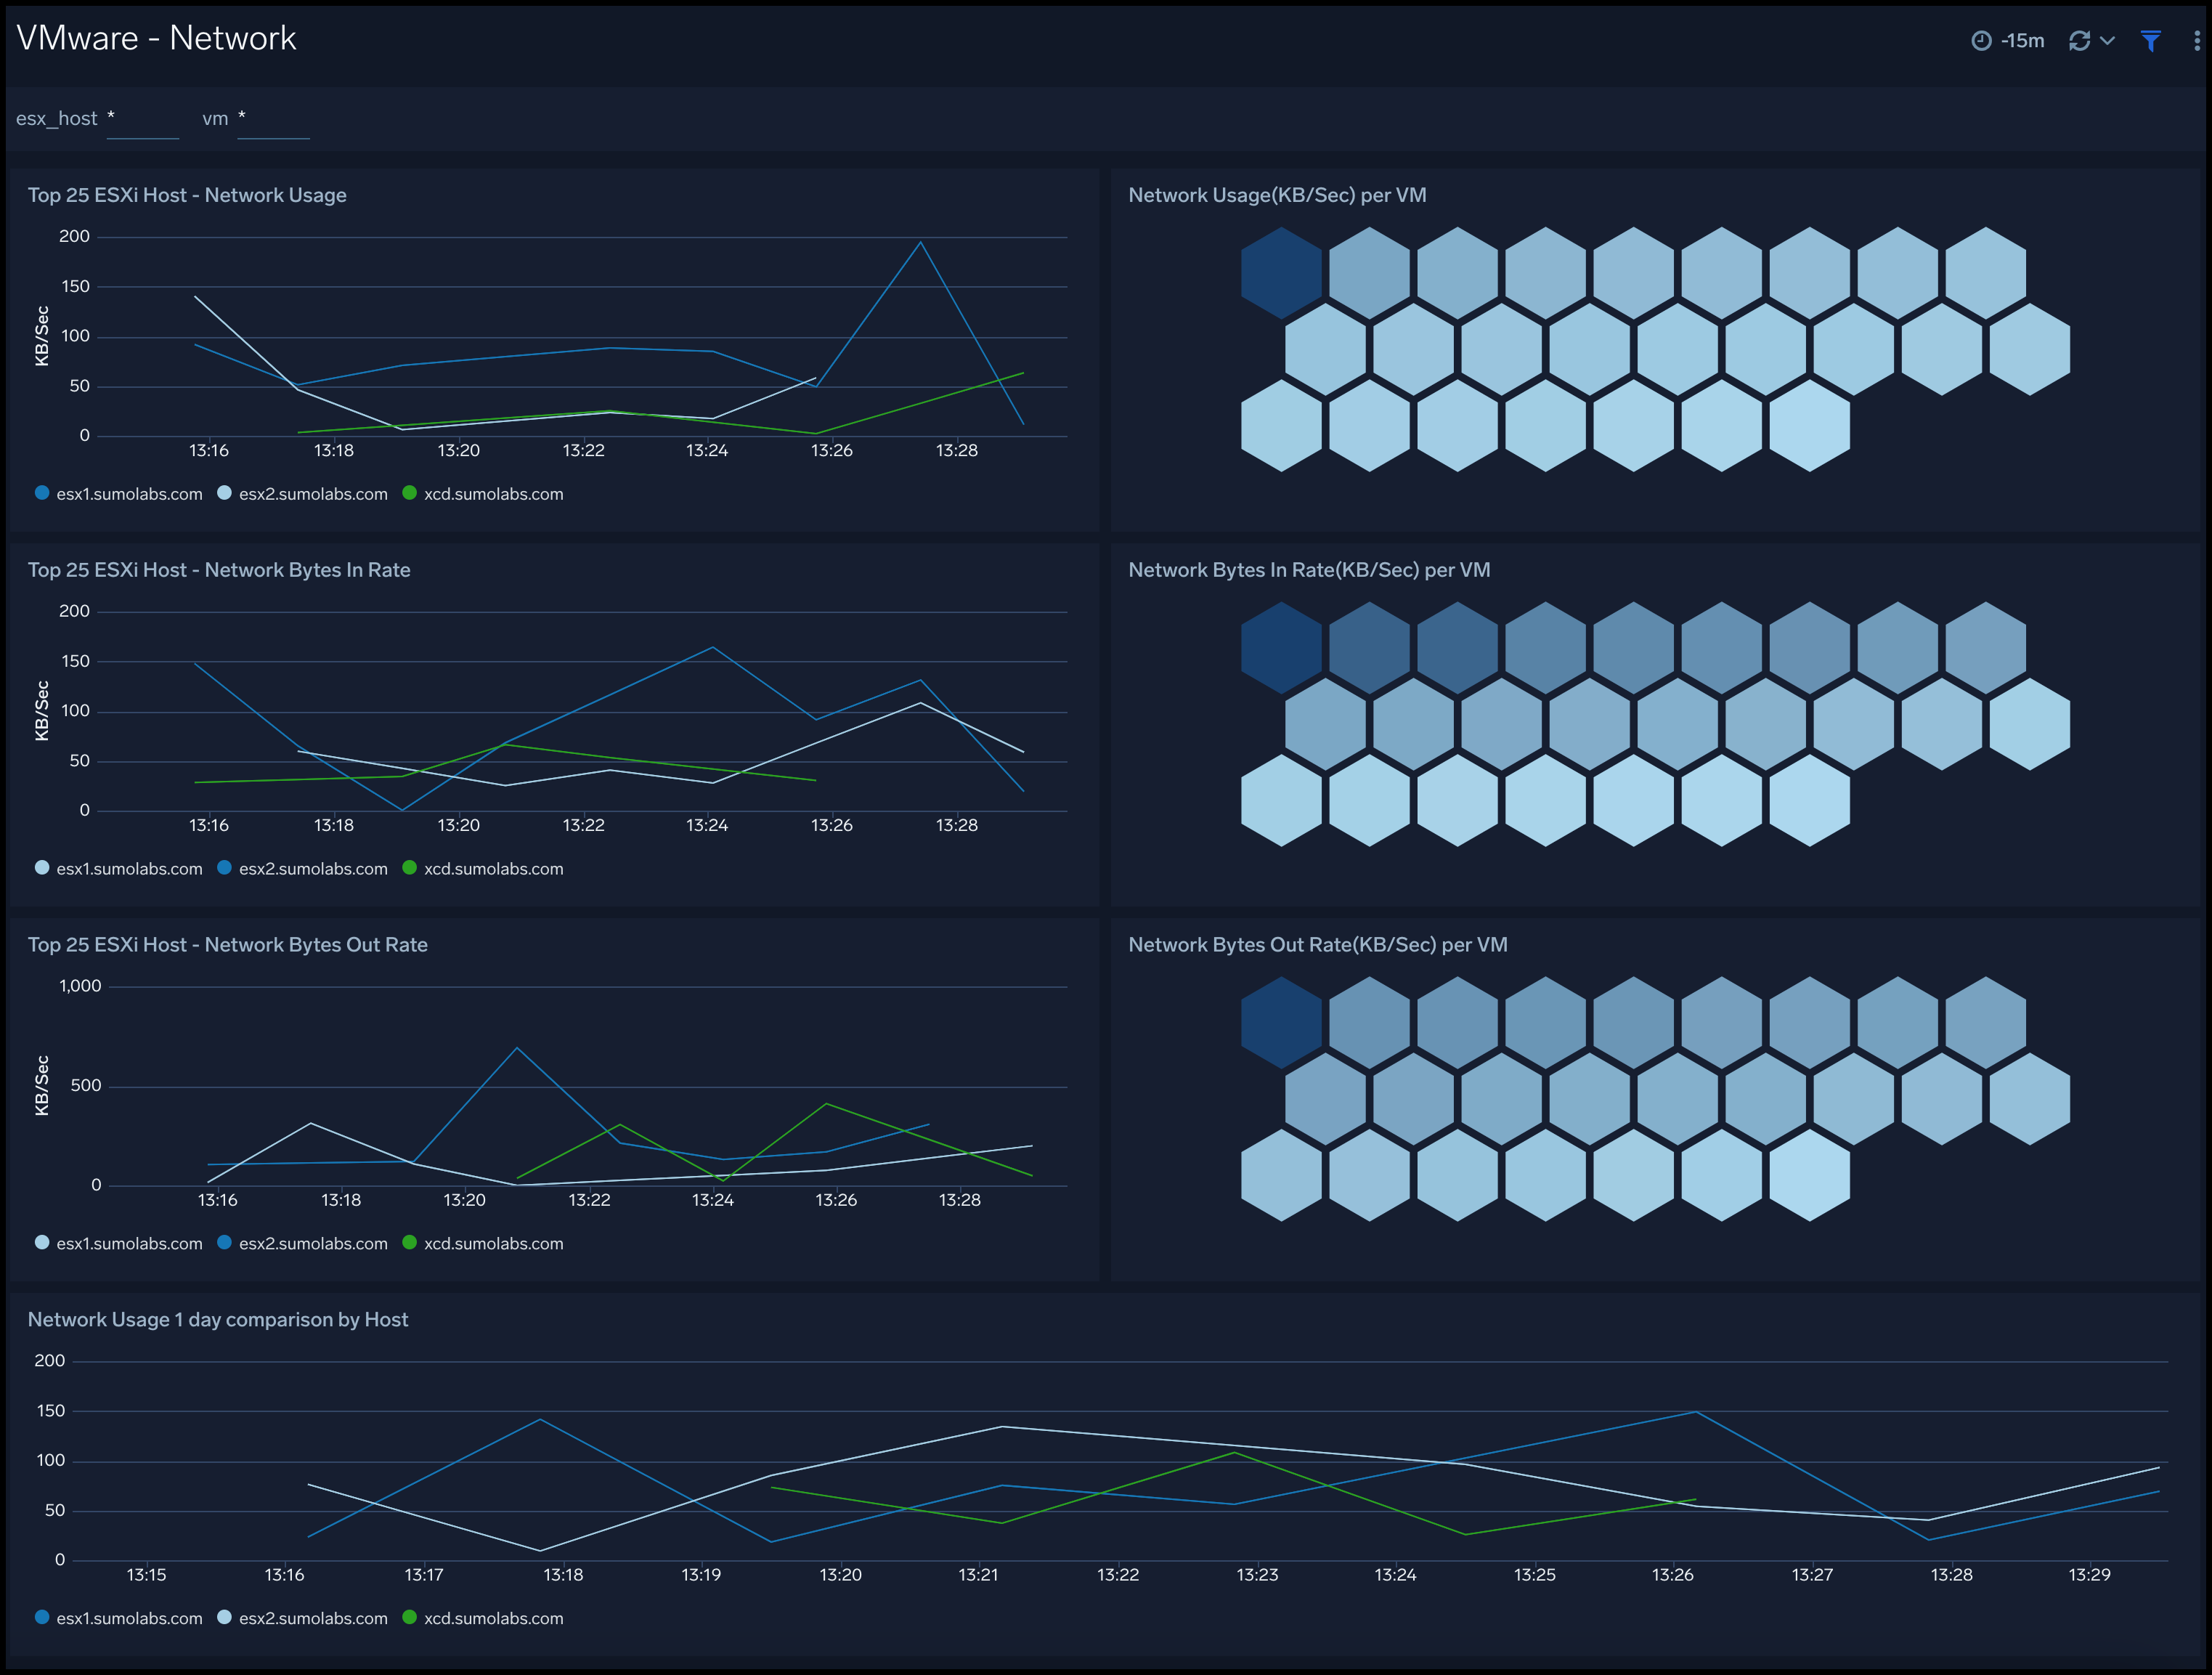 VMware - Network
-15m
esx_host * vm *
Top 25 ESXi Host - Network Usage
KB/Sec
200
150
100
50
0
13:16 13:18 13:20 13:22 13:24 13:26 13:28
esx1.sumolabs.com esx2.sumolabs.com xcd.sumolabs.com
Network Usage(KB/Sec) per VM
Top 25 ESXi Host - Network Bytes In Rate
KB/Sec
200
150
100
50
0
13:16 13:18 13:20 13:22 13:24 13:26 13:28
esx1.sumolabs.com esx2.sumolabs.com xcd.sumolabs.com
Network Bytes In Rate(KB/Sec) per VM
Top 25 ESXi Host - Network Bytes Out Rate
KB/Sec
1,000
500
0
13:16 13:18 13:20 13:22 13:24 13:26 13:28
esx1.sumolabs.com esx2.sumolabs.com xcd.sumolabs.com
Network Bytes Out Rate(KB/Sec) per VM
Network Usage 1 day comparison by Host
200
150
100
50
0
13:15 13:16 13:17 13:18 13:19 13:20 13:21 13:22 13:23 13:24 13:25 13:26 13:27 13:28 13:29
esx1.sumolabs.com esx2.sumolabs.com xcd.sumolabs.com